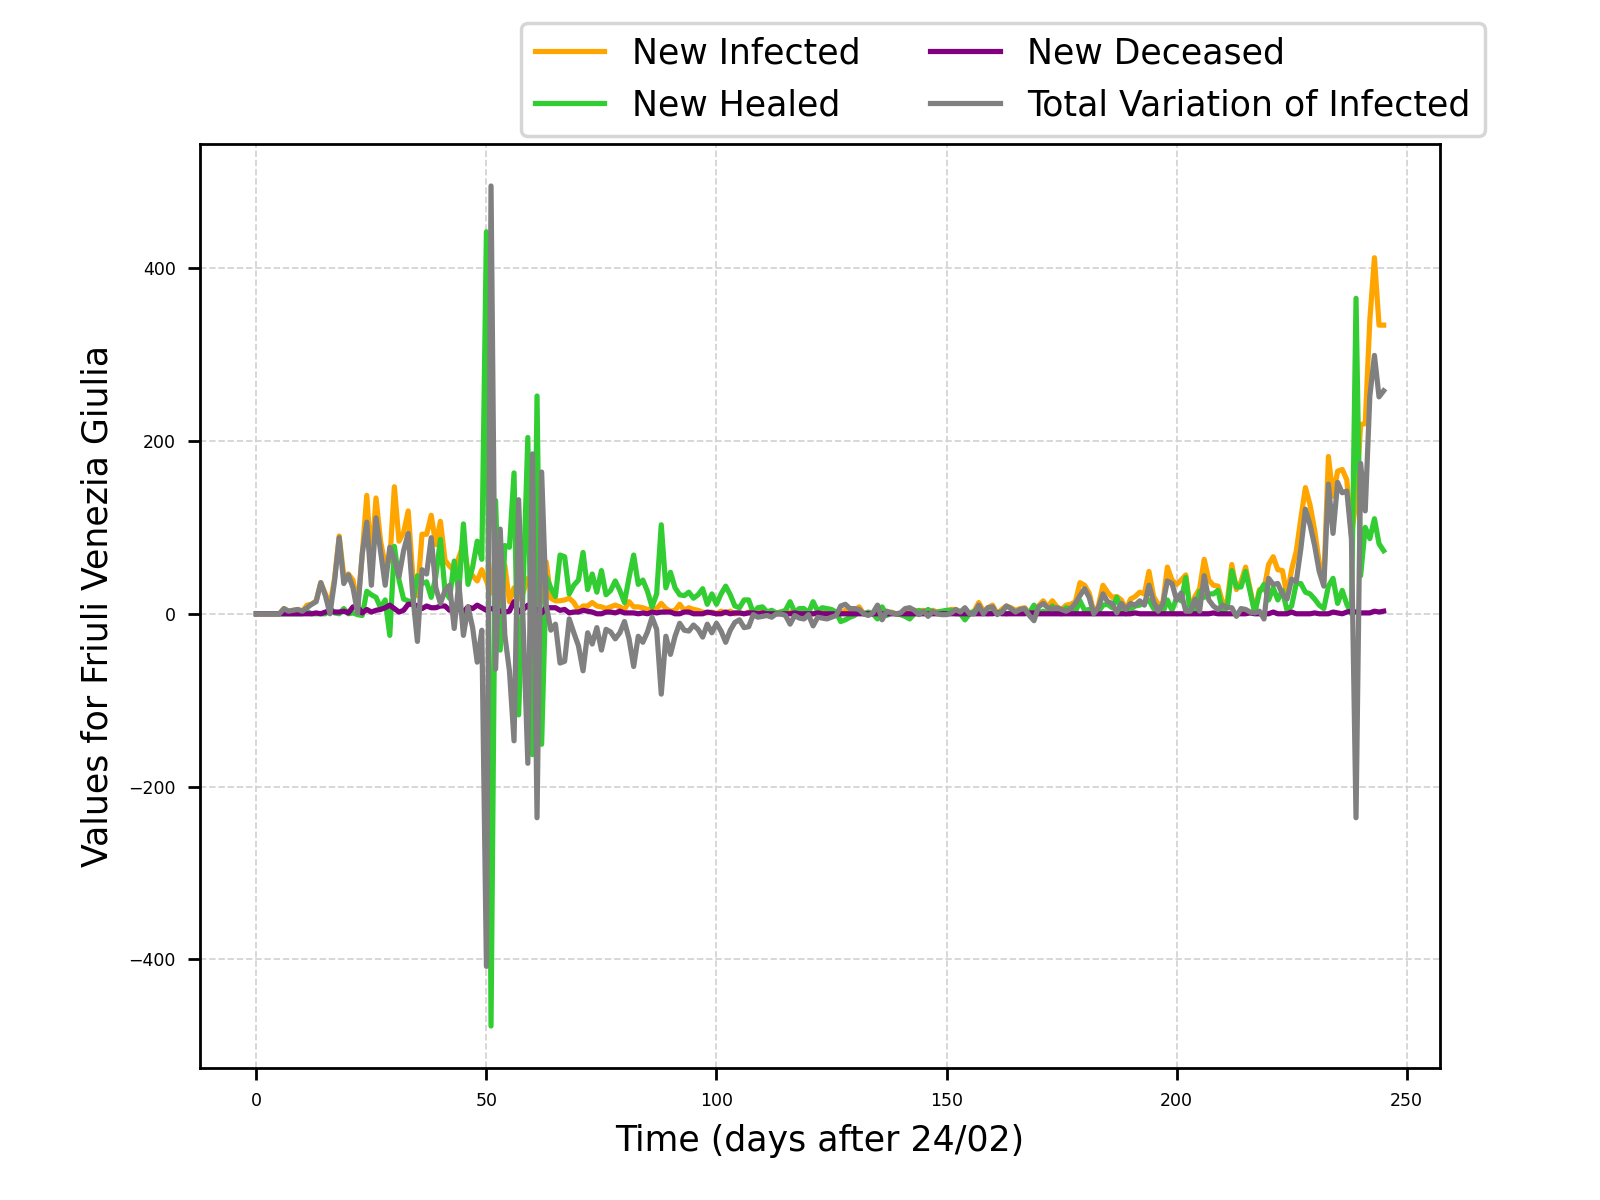 New Infected
New Healed
New Deceased
Total Variation of Infected
Values for Friuli Venezia Giulia
400
200
0
−200
−400
0
50
100
150
200
250
Time (days after 24/02)